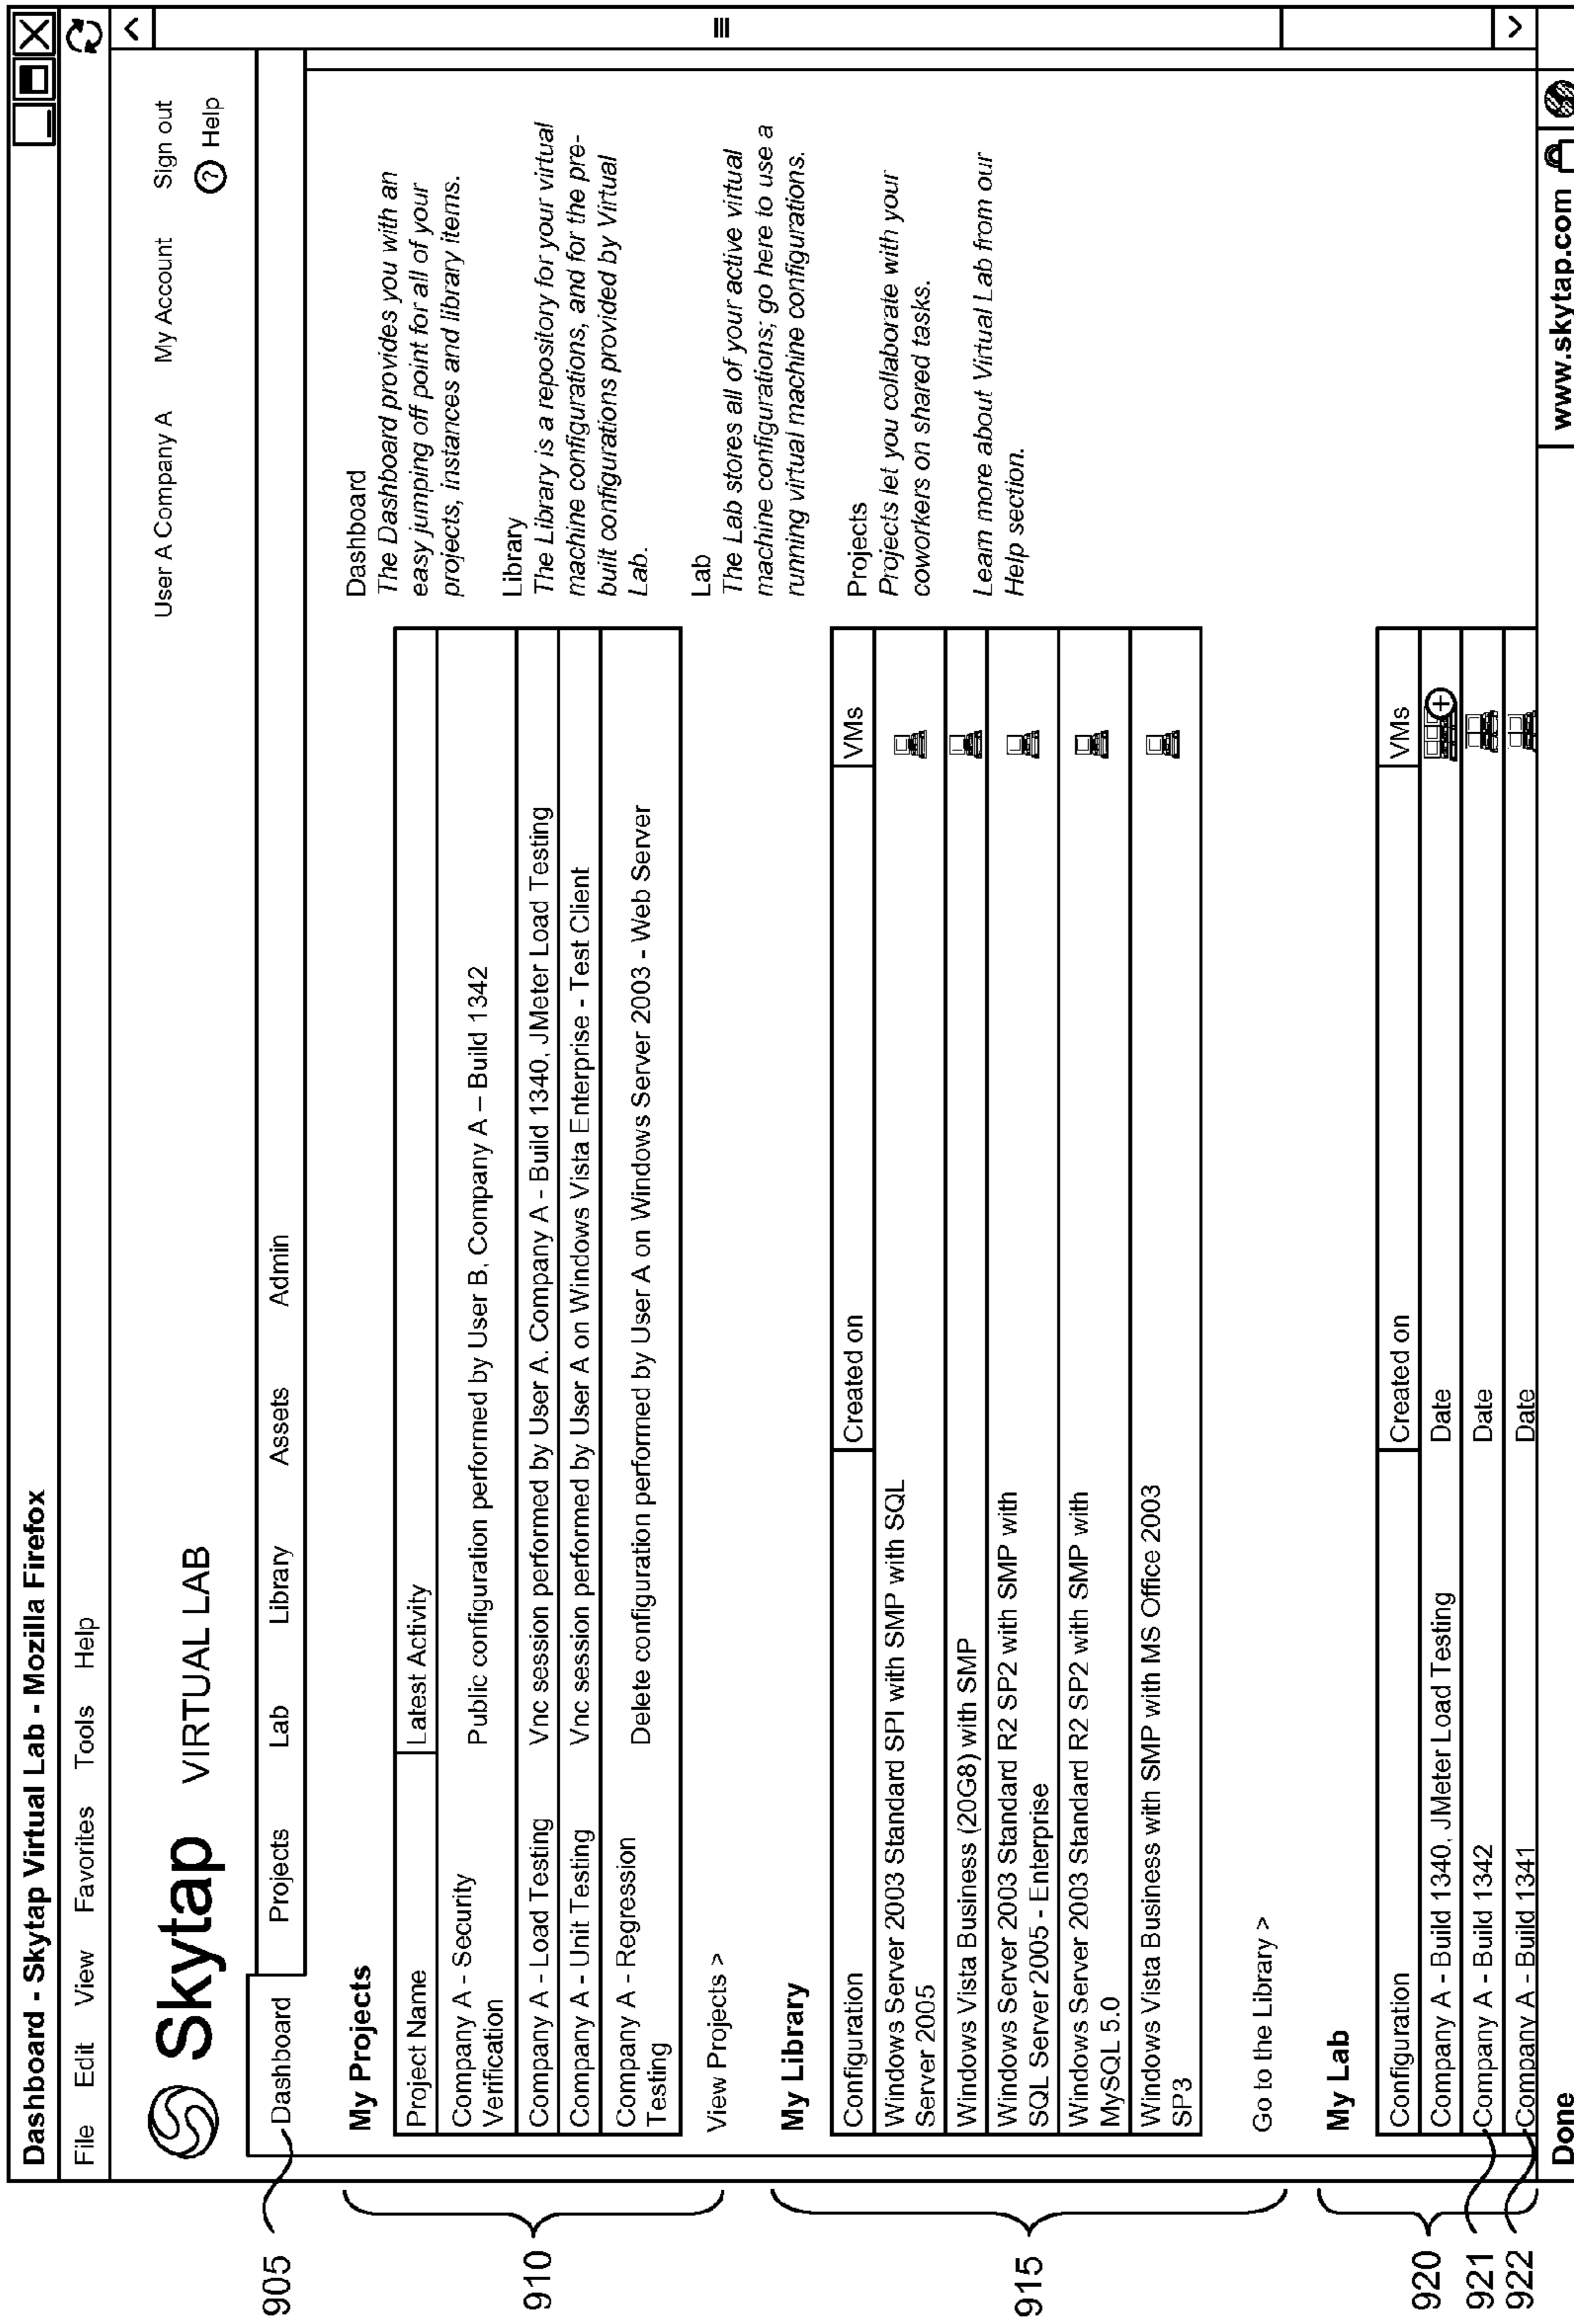 Dashboard - Skytap Virtual Lab - Mozilla Firefox
File Edit View Favorites Tools Help
Skytap VIRTUAL LAB
User A Company A My Account Sign out
? Help
905
Dashboard Projects Lab Library Assets Admin
910
My Projects
Project Name Latest Activity
Company A - Security
Verification
Public configuration performed by User B, Company A – Build 1342
Company A - Load Testing Vnc session performed by User A. Company A - Build 1340, JMeter Load Testing
Company A - Unit Testing Vnc session performed by User A on Windows Vista Enterprise - Test Client
Company A - Regression
Testing
Delete configuration performed by User A on Windows Server 2003 - Web Server
View Projects >
915
My Library
Configuration Created on VMs
Windows Server 2003 Standard SPI with SMP with SQL
Server 2005
Windows Vista Business (20G8) with SMP
Windows Server 2003 Standard R2 SP2 with SMP with
SQL Server 2005 - Enterprise
Windows Server 2003 Standard R2 SP2 with SMP with
MySQL 5.0
Windows Vista Business with SMP with MS Office 2003
SP3
Go to the Library >
920
My Lab
Configuration Created on VMs
Company A - Build 1340, JMeter Load Testing Date
921
Company A - Build 1342 Date
922
Company A - Build 1341 Date
Dashboard
The Dashboard provides you with an
easy jumping off point for all of your
projects, instances and library items.
Library
The Library is a repository for your virtual
machine configurations, and for the pre-
built configurations provided by Virtual
Lab.
Lab
The Lab stores all of your active virtual
machine configurations; go here to use a
running virtual machine configurations.
Projects
Projects let you collaborate with your
coworkers on shared tasks.
Learn more about Virtual Lab from our
Help section.
Done
www.skytap.com